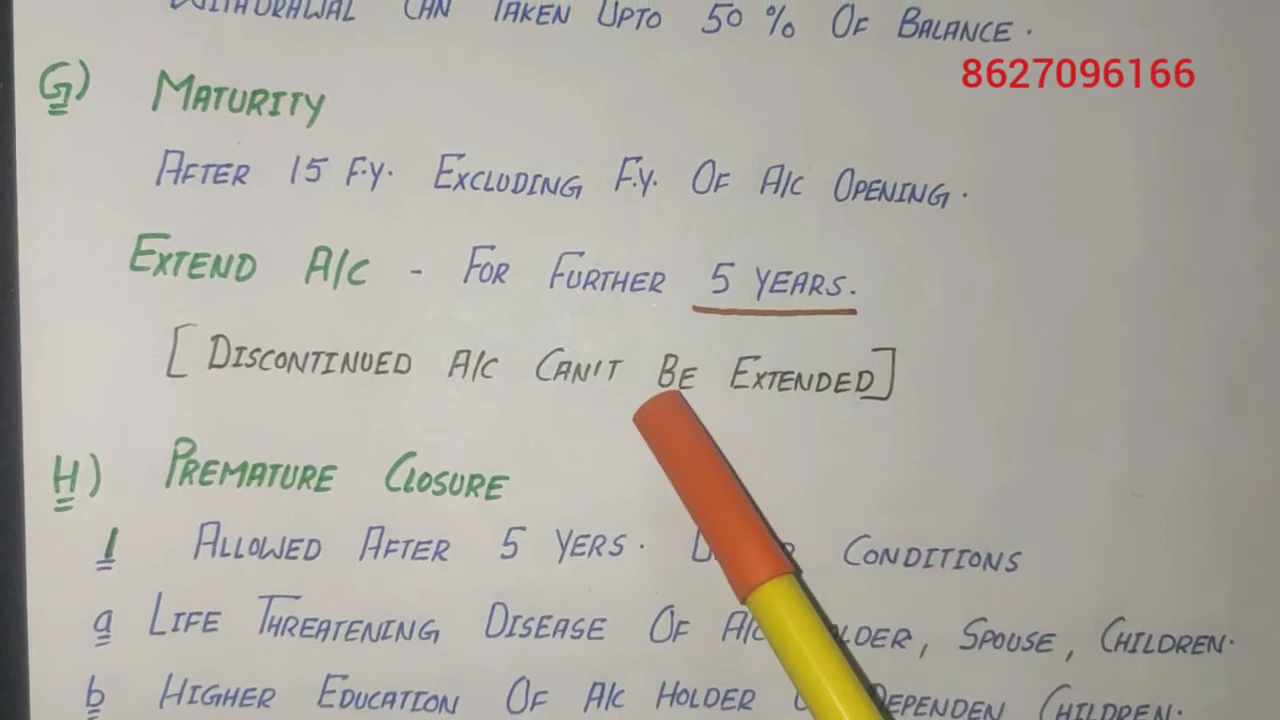 WITHDRAWAL CAN TAKEN UPTO 50% OF BALANCE.
8627096166
G) MATURITY
AFTER 15 F.Y. EXCLUDING F.Y. OF A/C OPENING.
EXTEND A/C - FOR FURTHER 5 YEARS.
[DISCONTINUED A/C CAN'T BE EXTENDED]
H) PREMATURE CLOSURE
1 ALLOWED AFTER 5 YERS. CONDITIONS
a LIFE THREATENING DISEASE OF A/C SPOUSE, CHILDREN.
b HIGHER EDUCATION OF A/C HOLDER CHILDREN.